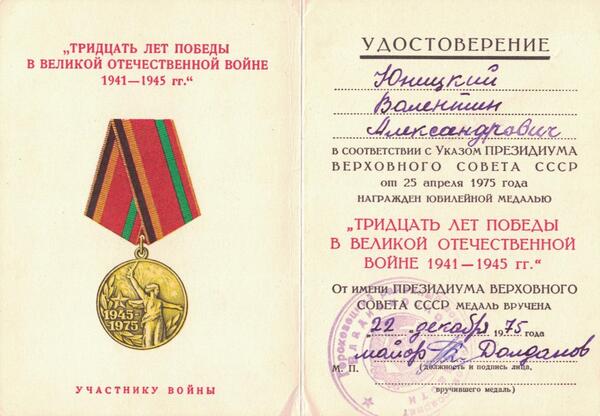 „ТРИДЦАТЬ ЛЕТ ПОБЕДЫ
В ВЕЛИКОЙ ОТЕЧЕСТВЕННОЙ ВОЙНЕ
1941—1945 гг.“
1945
1975
УЧАСТНИКУ ВОЙНЫ
УДОСТОВЕРЕНИЕ
Юницкий
Валентин
Александрович
в соответствии с Указом ПРЕЗИДИУМА
ВЕРХОВНОГО СОВЕТА СССР
от 25 апреля 1975 года
НАГРАЖДЕН ЮБИЛЕЙНОЙ МЕДАЛЬЮ
„ТРИДЦАТЬ ЛЕТ ПОБЕДЫ
В ВЕЛИКОЙ ОТЕЧЕСТВЕННОЙ
ВОЙНЕ 1941—1945 гг.“
От имени ПРЕЗИДИУМА ВЕРХОВНОГО
СОВЕТА СССР МЕДАЛЬ ВРУЧЕНА
„22“ декабря 1975 года
майор Долданов
М. П. (должность и подпись лица,
вручившего медаль)